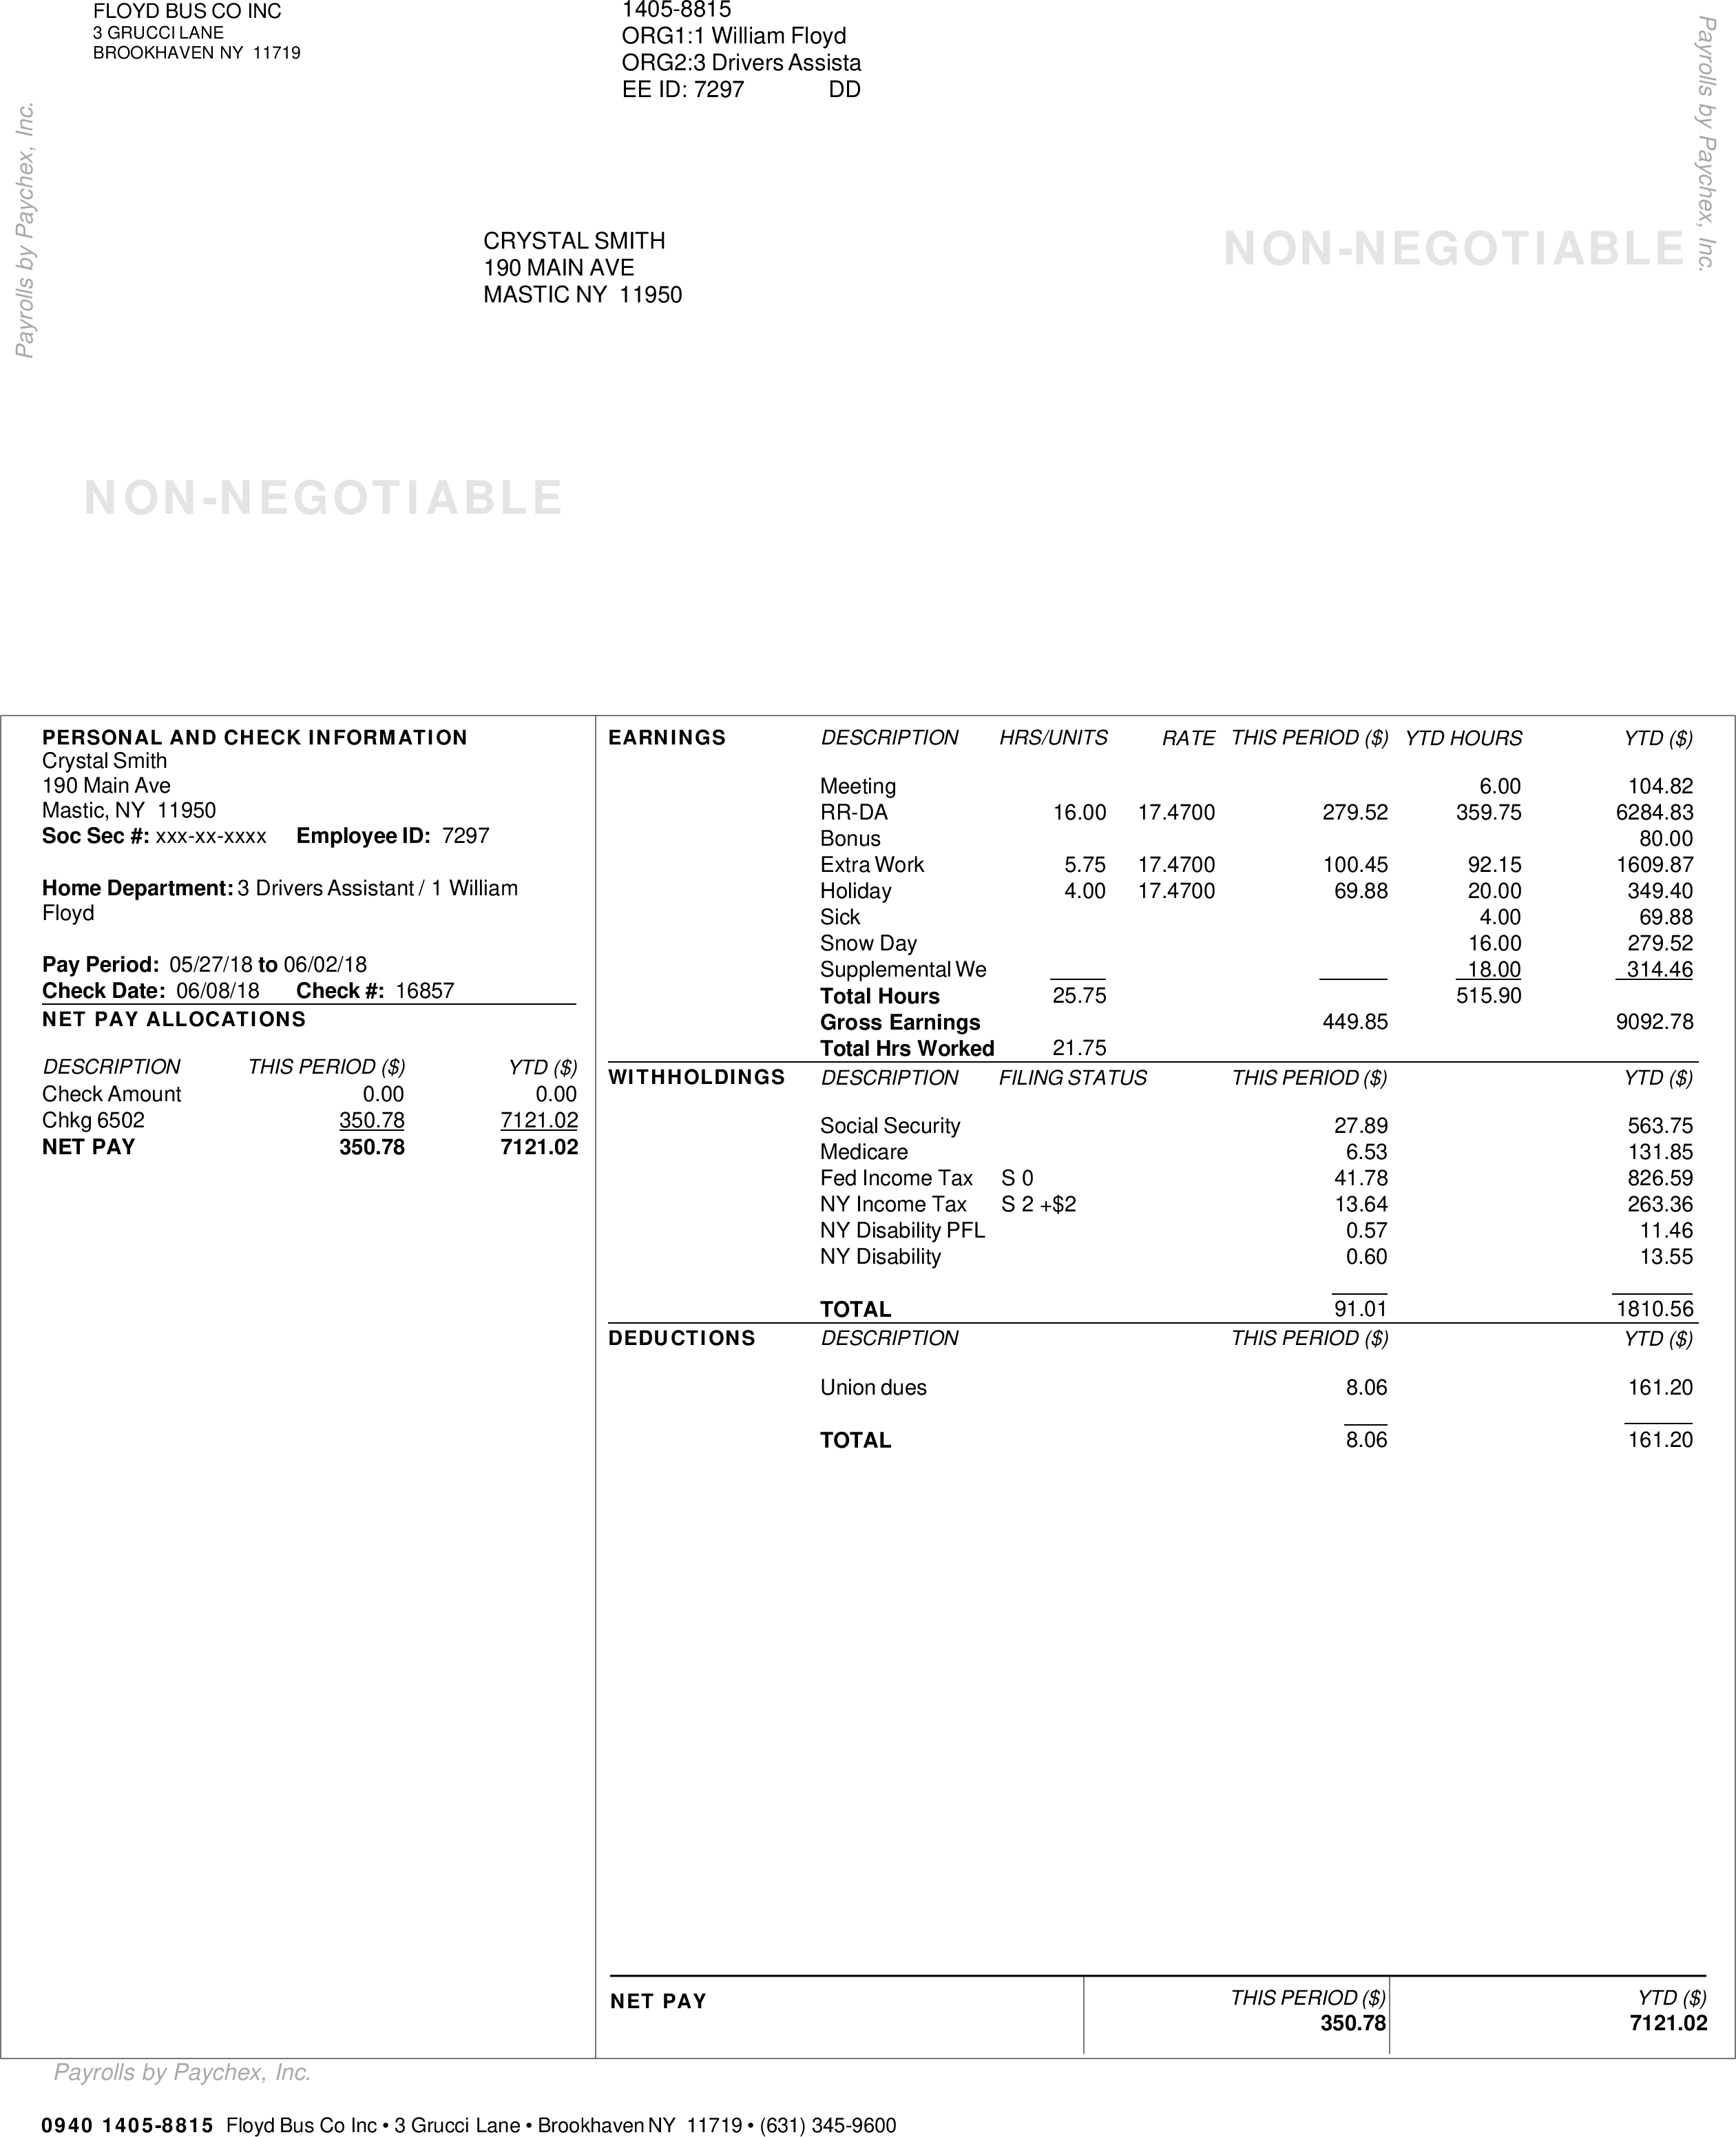 FLOYD BUS CO INC
3 GRUCCI LANE
BROOKHAVEN NY  11719
1405-8815
ORG1:1 William Floyd
ORG2:3 Drivers Assista
EE ID: 7297 DD
Payrolls by Paychex, Inc.
Payrolls by Paychex, Inc.
CRYSTAL SMITH
190 MAIN AVE
MASTIC NY  11950
NON-NEGOTIABLE
NON-NEGOTIABLE
PERSONAL AND CHECK INFORMATION
Crystal Smith
190 Main Ave
Mastic, NY  11950
Soc Sec #: xxx-xx-xxxx Employee ID: 7297
Home Department: 3 Drivers Assistant / 1 William
Floyd
Pay Period: 05/27/18 to 06/02/18
Check Date: 06/08/18 Check #: 16857
NET PAY ALLOCATIONS
DESCRIPTION THIS PERIOD ($) YTD ($)
Check Amount 0.00 0.00
Chkg 6502 350.78 7121.02
NET PAY 350.78 7121.02
EARNINGS DESCRIPTION HRS/UNITS RATE THIS PERIOD ($) YTD HOURS YTD ($)
Meeting 6.00 104.82
RR-DA 16.00 17.4700 279.52 359.75 6284.83
Bonus 80.00
Extra Work 5.75 17.4700 100.45 92.15 1609.87
Holiday 4.00 17.4700 69.88 20.00 349.40
Sick 4.00 69.88
Snow Day 16.00 279.52
Supplemental We 18.00 314.46
Total Hours 25.75 515.90
Gross Earnings 449.85 9092.78
Total Hrs Worked 21.75
WITHHOLDINGS DESCRIPTION FILING STATUS THIS PERIOD ($) YTD ($)
Social Security 27.89 563.75
Medicare 6.53 131.85
Fed Income Tax S 0 41.78 826.59
NY Income Tax S 2 +$2 13.64 263.36
NY Disability PFL 0.57 11.46
NY Disability 0.60 13.55
TOTAL 91.01 1810.56
DEDUCTIONS DESCRIPTION THIS PERIOD ($) YTD ($)
Union dues 8.06 161.20
TOTAL 8.06 161.20
NET PAY THIS PERIOD ($) YTD ($)
350.78 7121.02
Payrolls by Paychex, Inc.
0940 1405-8815 Floyd Bus Co Inc • 3 Grucci Lane • Brookhaven NY  11719 • (631) 345-9600